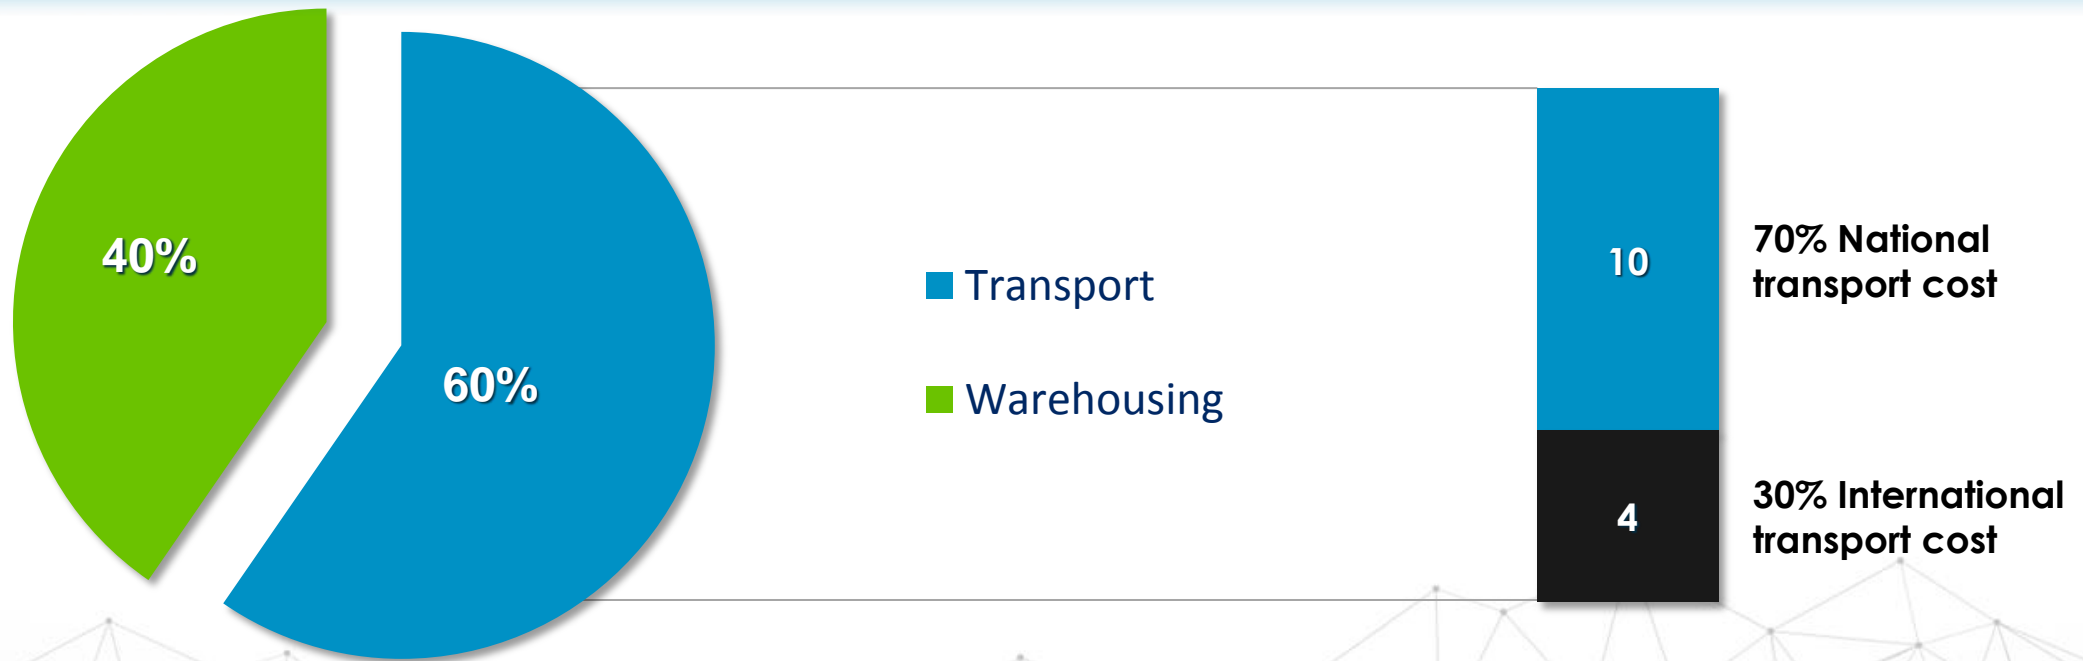 40%
60%
Transport
Warehousing
10
70% National
transport cost
4
30% International
transport cost